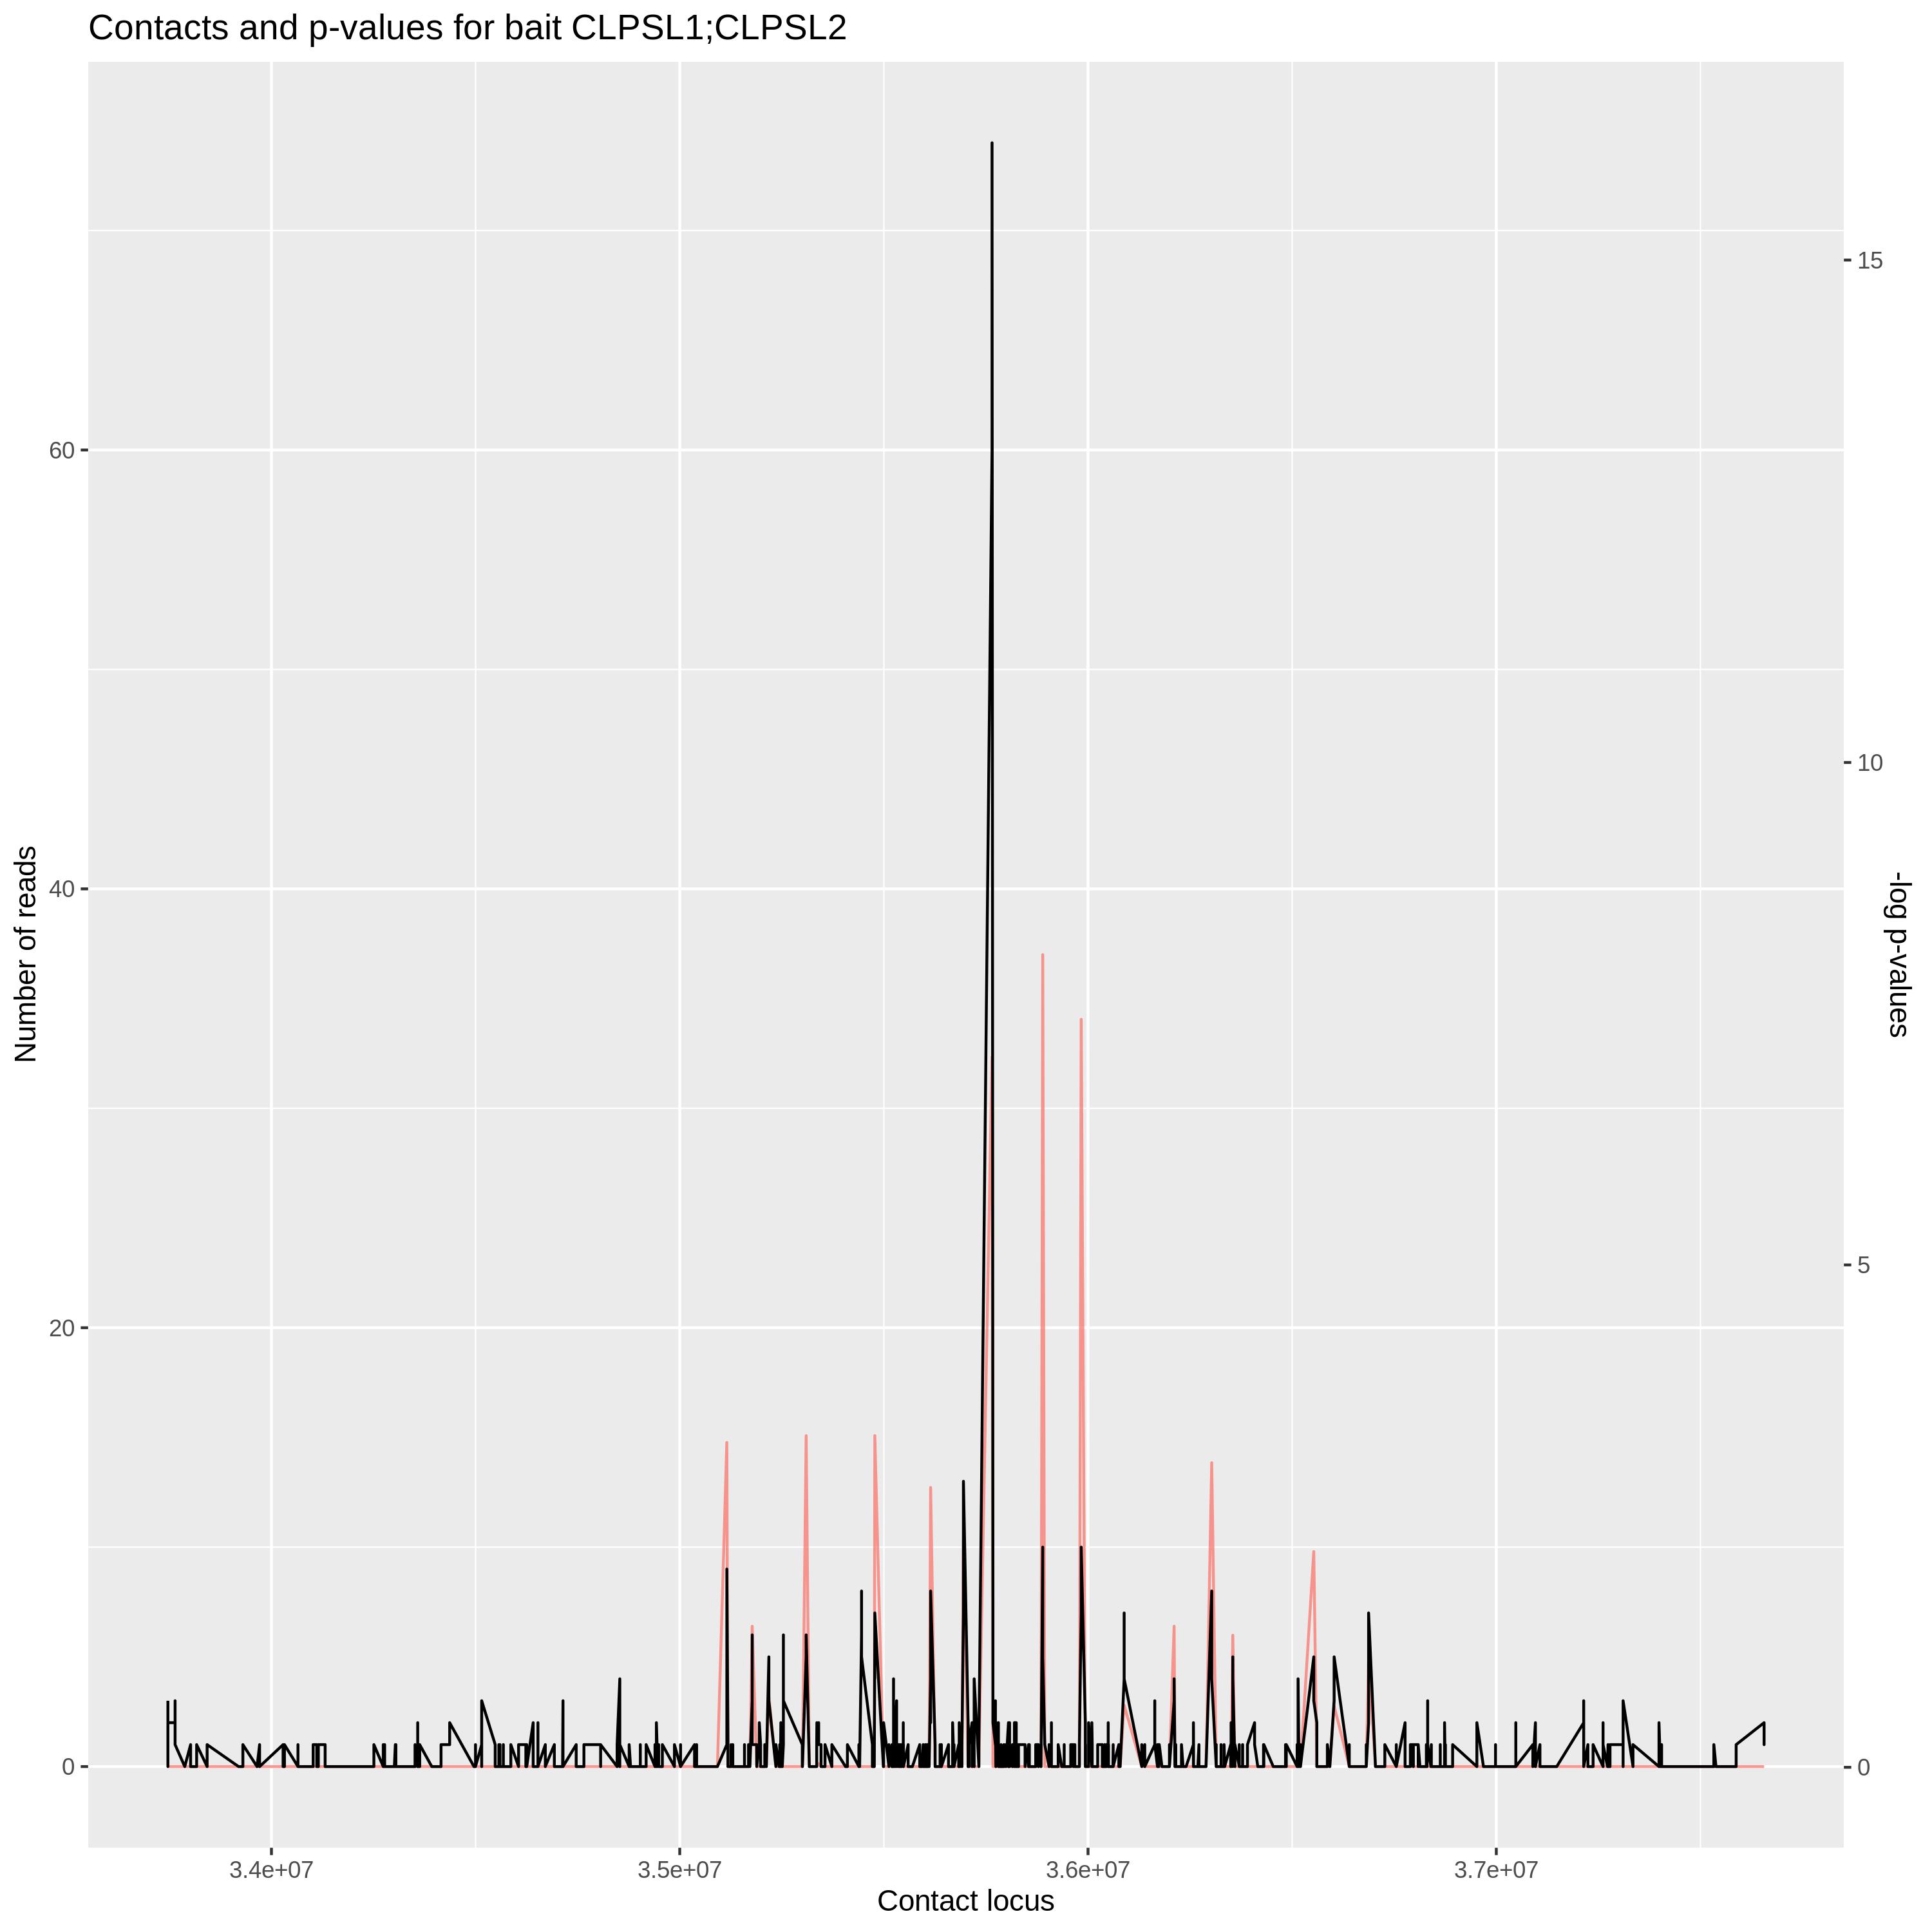 Contacts and p-values for bait CLPSL1;CLPSL2
15
60
10
40
Number of reads
-log p-values
5
20
0
0
3.4e+07
3.5e+07
3.6e+07
3.7e+07
Contact locus